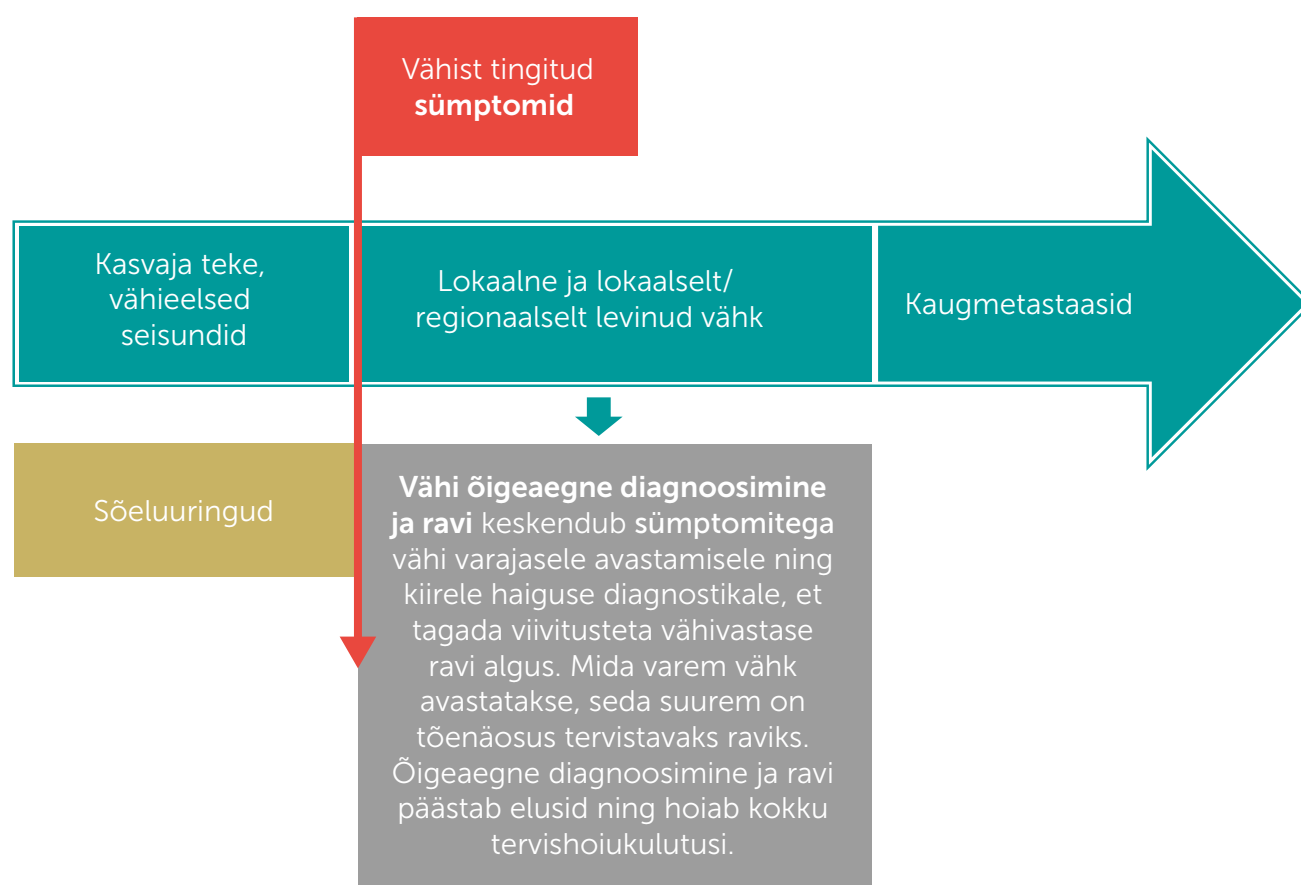 Vähist tingitud
sümptomid
Kasvaja teke,
vähieelsed
seisundid
Lokaalne ja lokaalselt/
regionaalselt levinud vähk
Kaugmetastaasid
Sõeluuringud
Vähi õigeaegne diagnoosimine
ja ravi keskendub sümptomitega
vähi varajasele avastamisele ning
kiirele haiguse diagnostikale, et
tagada viivitusteta vähivastase
ravi algus. Mida varem vähk
avastatakse, seda suurem on
tõenäosus tervistavaks raviks.
Õigeaegne diagnoosimine ja ravi
päästab elusid ning hoiab kokku
tervishoiukulutusi.